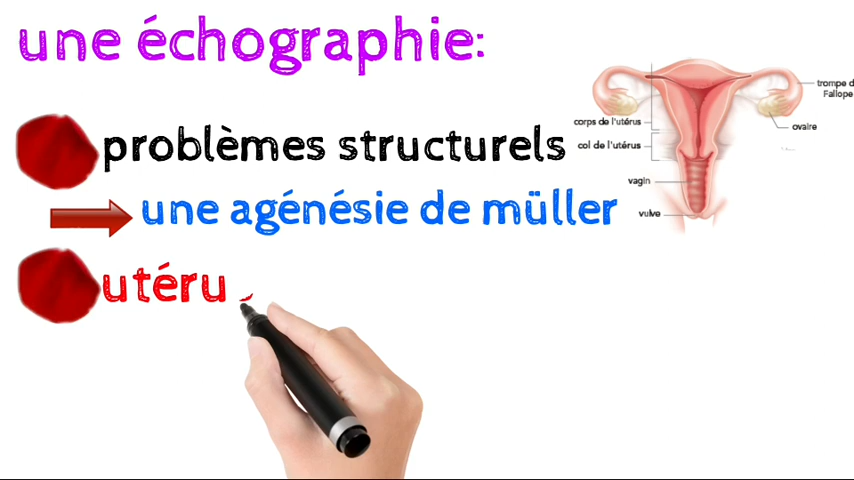 une échographie:
problèmes structurels
une agénésie de müller
utéru
trompe d
Fallope
corps de l'utérus
ovaire
col de l'utérus
vagin
vulve